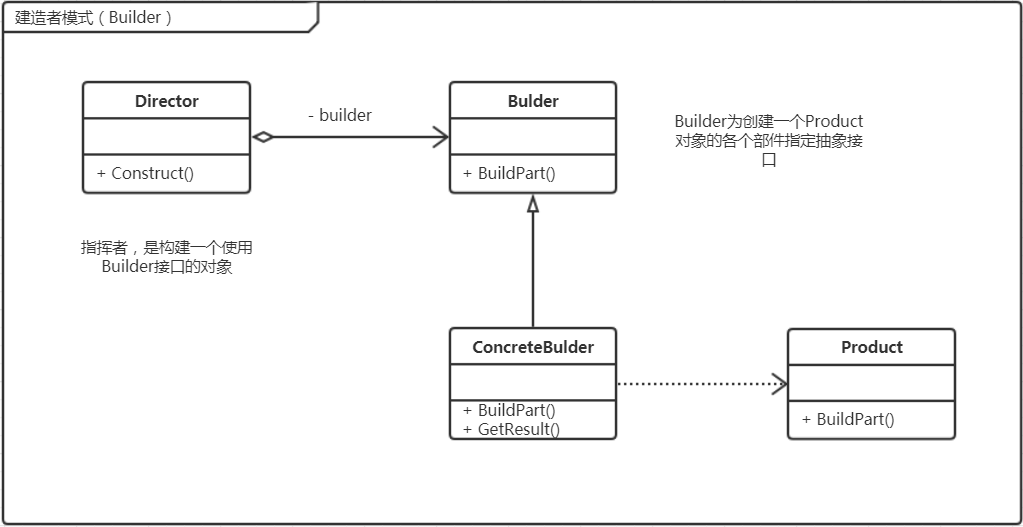 建造者模式（Builder）
Director
- builder
Bulder
+ Construct()
+ BuildPart()
Builder为创建一个Product
对象的各个部件指定抽象接
口
指挥者，是构建一个使用
Builder接口的对象
ConcreteBulder
+ BuildPart()
+ GetResult()
Product
+ BuildPart()